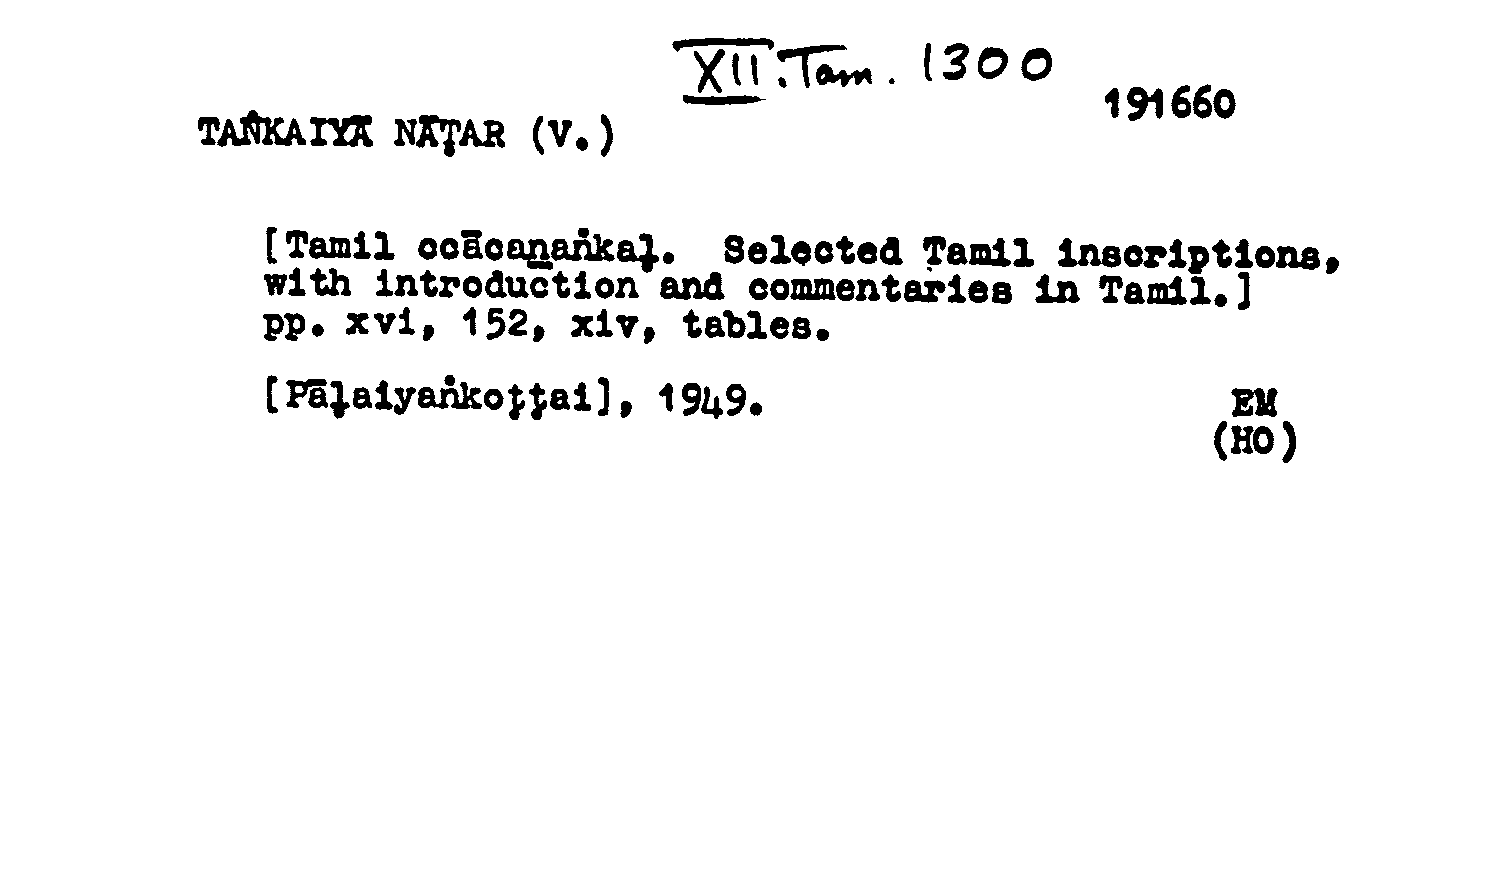 XII.Tam. 1300
191660
TAṄKAIYĀ NĀṬAR (V.)
[Tamil ccācaṉaṅkaḷ. Selected Tamil inscriptions,
with introduction and commentaries in Tamil.]
pp. xvi, 152, xiv, tables.
[Pāḷaiyaṅkoṭṭai], 1949.
EM
(HO)